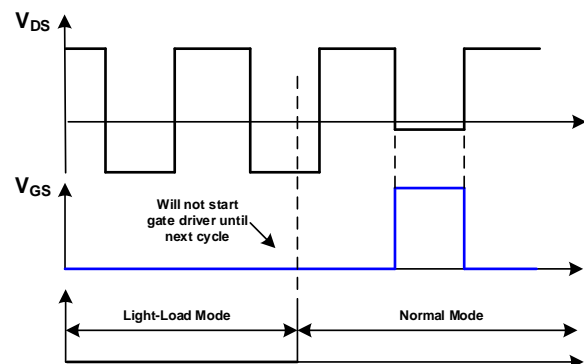 VDS
VGS
Will not start
gate driver until
next cycle
Light-Load Mode
Normal Mode